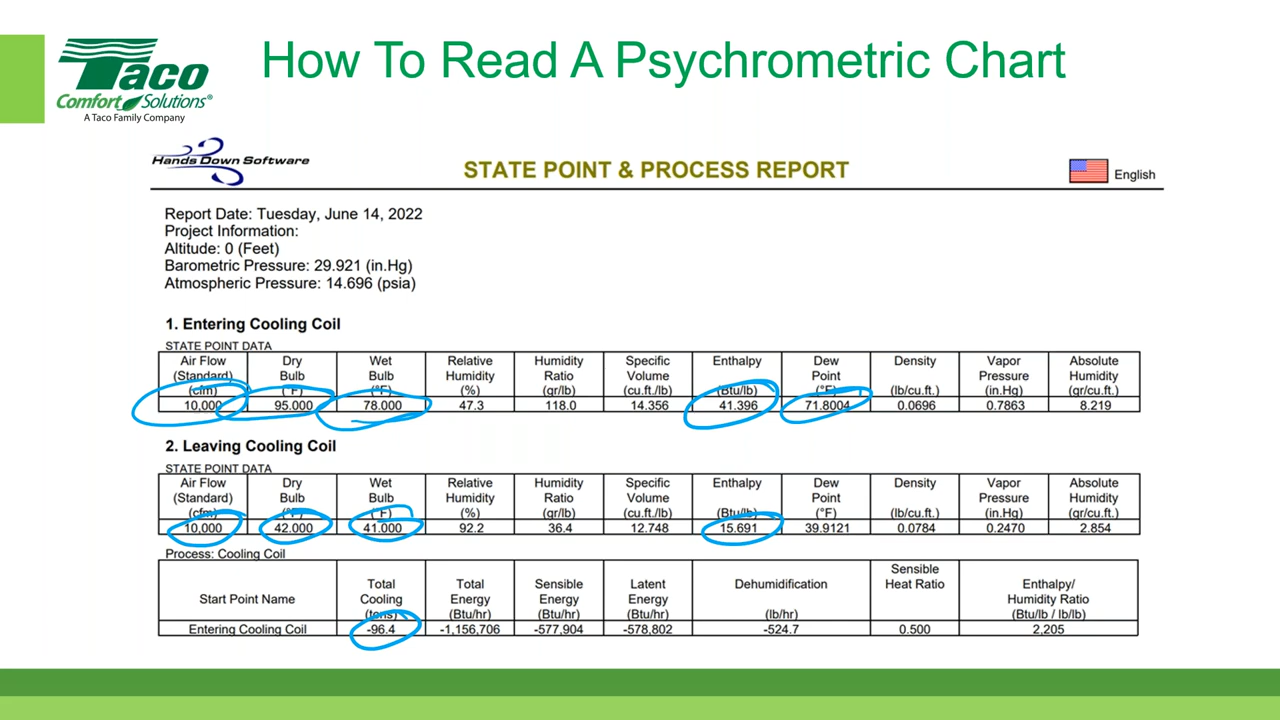 How To Read A Psychrometric Chart
Taco
Comfort Solutions®
A Taco Family Company
Hands Down Software
STATE POINT & PROCESS REPORT
English
Report Date: Tuesday, June 14, 2022
Project Information:
Altitude: 0 (Feet)
Barometric Pressure: 29.921 (in.Hg)
Atmospheric Pressure: 14.696 (psia)
1. Entering Cooling Coil
STATE POINT DATA
Air Flow Dry Wet Relative Humidity Specific Enthalpy Dew Density Vapor Absolute
(Standard) Bulb Bulb Humidity Ratio Volume Point Pressure Humidity
(cfm) (°F) (°F) (%) (gr/lb) (cu.ft./lb) (Btu/lb) (°F) (lb/cu.ft.) (in.Hg) (gr/cu.ft.)
10,000 95.000 78.000 47.3 118.0 14.356 41.396 71.8004 0.0696 0.7863 8.219
2. Leaving Cooling Coil
STATE POINT DATA
Air Flow Dry Wet Relative Humidity Specific Enthalpy Dew Density Vapor Absolute
(Standard) Bulb Bulb Humidity Ratio Volume Point Pressure Humidity
(cfm) (°F) (°F) (%) (gr/lb) (cu.ft./lb) (Btu/lb) (°F) (lb/cu.ft.) (in.Hg) (gr/cu.ft.)
10,000 42.000 41.000 92.2 36.4 12.748 15.691 39.9121 0.0784 0.2470 2.854
Process: Cooling Coil
Sensible
Total Total Sensible Latent Dehumidification Heat Ratio Enthalpy/
Start Point Name Cooling Energy Energy Energy Humidity Ratio
(tons) (Btu/hr) (Btu/hr) (Btu/hr) (lb/hr) (Btu/lb / lb/lb)
Entering Cooling Coil -96.4 -1,156,706 -577,904 -578,802 -524.7 0.500 2,205